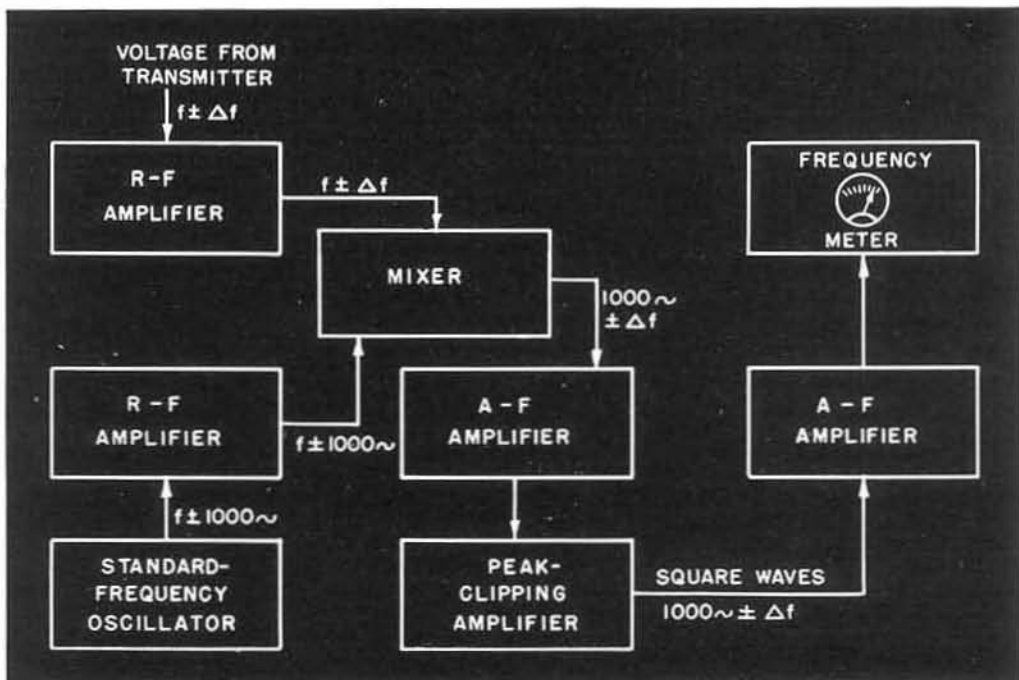 VOLTAGE FROM
TRANSMITTER
f ± Δf
R-F
AMPLIFIER
f ± Δf
MIXER
1000~
± Δf
FREQUENCY
METER
R-F
AMPLIFIER
f ± 1000~
A-F
AMPLIFIER
A-F
AMPLIFIER
f ± 1000~
STANDARD-
FREQUENCY
OSCILLATOR
PEAK-
CLIPPING
AMPLIFIER
SQUARE WAVES
1000~ ± Δf